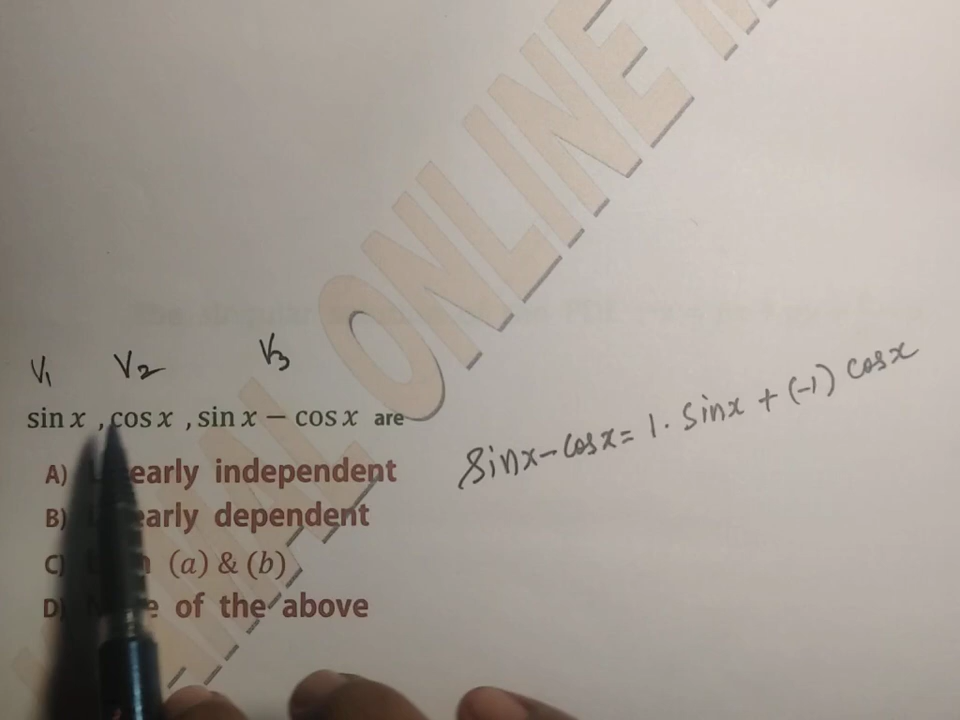 V₁ V₂ V₃
sin x , cos x , sin x − cos x are
sinx - cosx = 1. sinx + (-1) cosx
A) early independent
B) early dependent
C) (a) & (b)
D) of the above
ONLINE